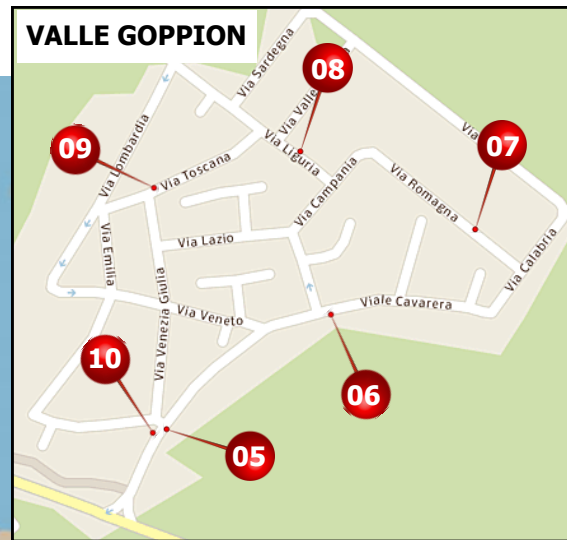 VALLE GOPPION
08
Via Sardegna
Via Valle
Via
07
Via Liguria
09
Via Lombardia
Via Toscana
Via Campania
Via Romagna
Via Lazio
Via Emilia
Via Calabria
Via Venezia Giulia
Viale Cavarera
Via Veneto
10
06
05